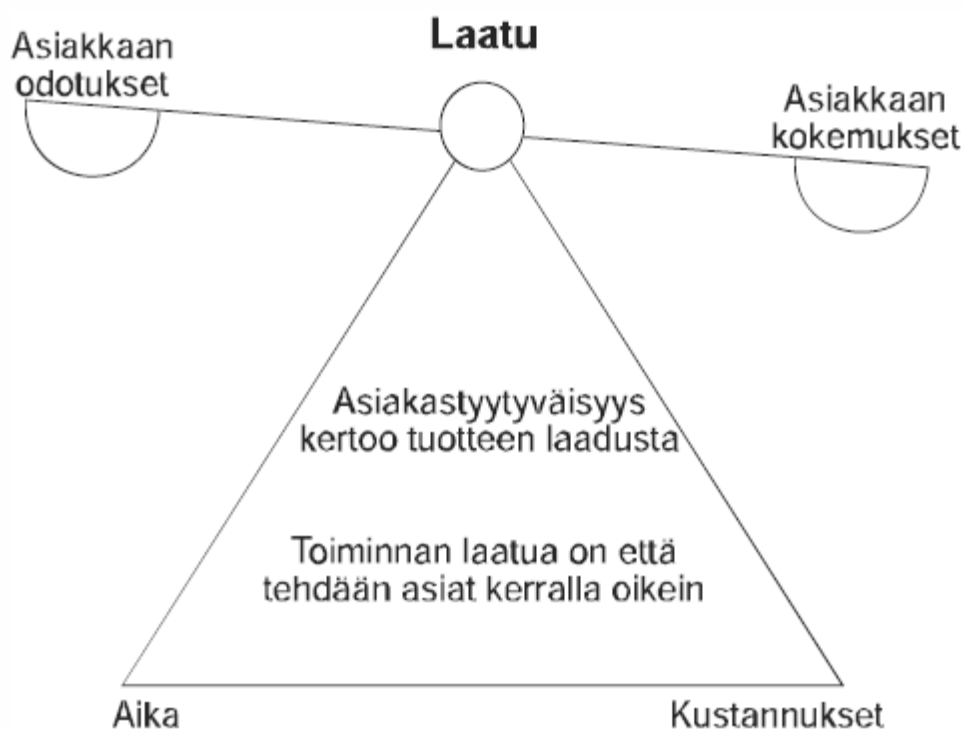 Laatu
Asiakkaan
odotukset
Asiakkaan
kokemukset
Asiakastyytyväisyys
kertoo tuotteen laadusta
Toiminnan laatua on että
tehdään asiat kerralla oikein
Aika
Kustannukset